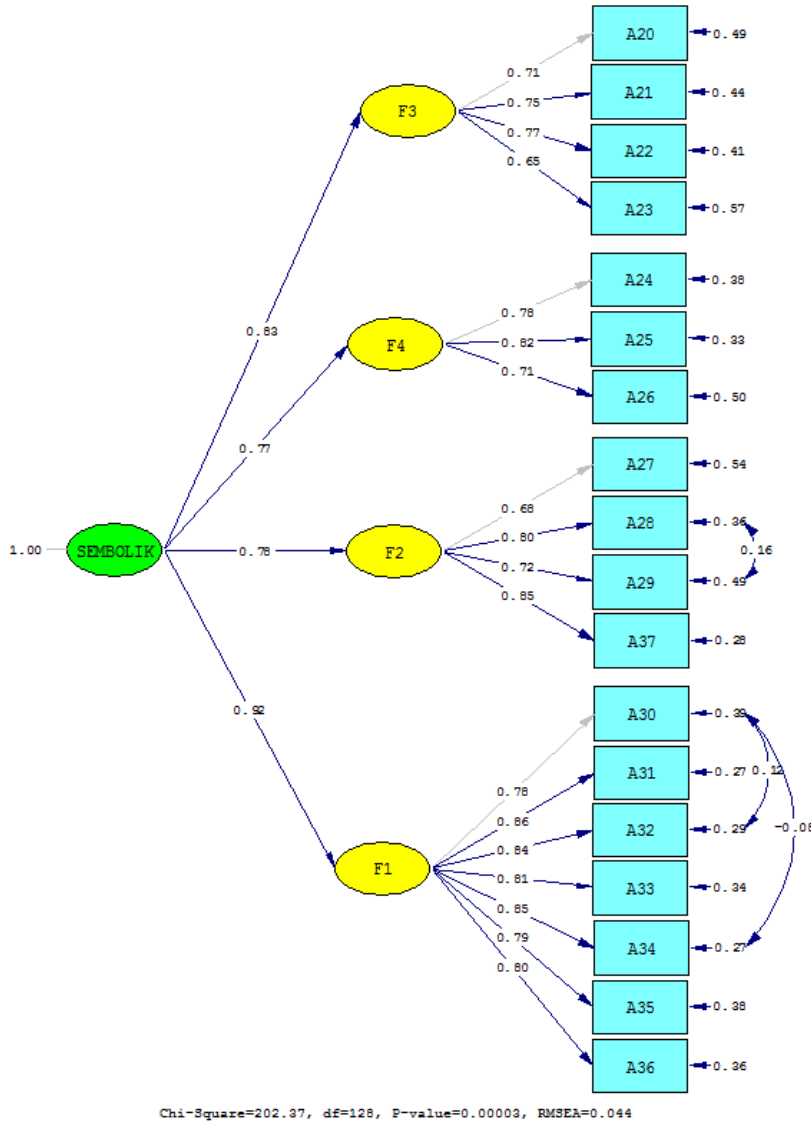 A20
0.49
0.71
A21
0.44
F3
0.75
0.77
A22
0.41
0.65
A23
0.57
A24
0.38
0.78
0.83
F4
0.82
A25
0.33
0.71
A26
0.50
0.77
A27
0.54
0.68
A28
0.36
1.00
SEMBOLIK
0.78
F2
0.80
0.16
0.72
A29
0.49
0.85
A37
0.28
0.92
A30
0.39
0.78
A31
0.27
0.12
0.86
A32
0.29
0.84
F1
0.81
A33
0.34
0.85
A34
0.27
0.79
0.80
A35
0.38
A36
0.36
Chi-Square=202.37, df=128, P-value=0.00003, RMSEA=0.044